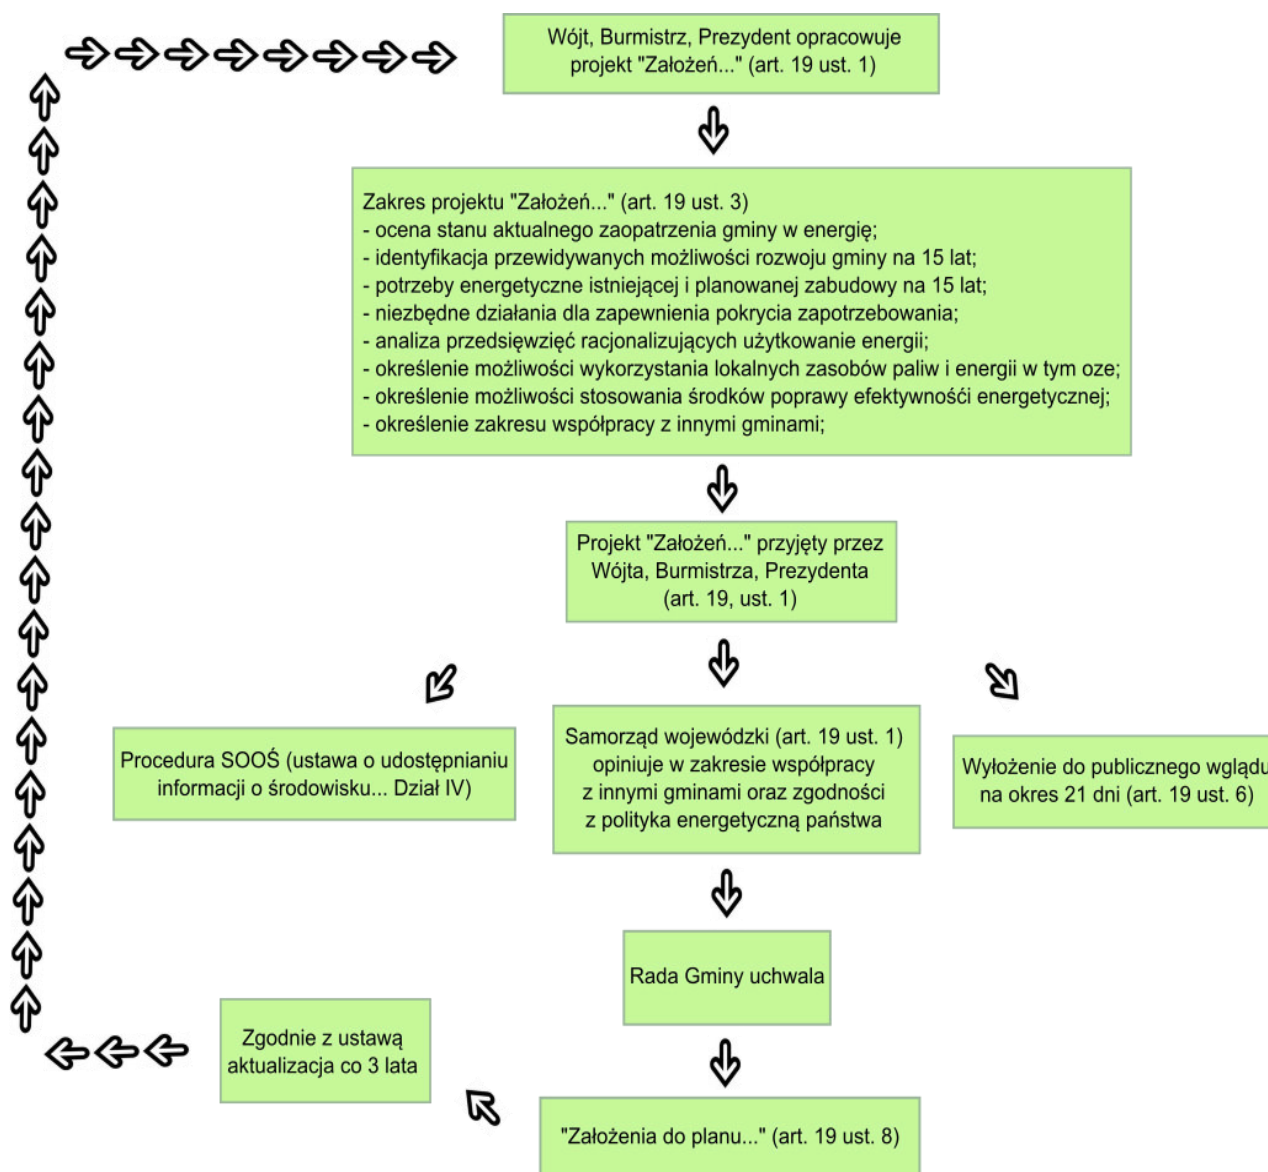 Wójt, Burmistrz, Prezydent opracowuje
projekt "Założeń..." (art. 19 ust. 1)
Zakres projektu "Założeń..." (art. 19 ust. 3)
- ocena stanu aktualnego zaopatrzenia gminy w energię;
- identyfikacja przewidywanych możliwości rozwoju gminy na 15 lat;
- potrzeby energetyczne istniejącej i planowanej zabudowy na 15 lat;
- niezbędne działania dla zapewnienia pokrycia zapotrzebowania;
- analiza przedsięwzięć racjonalizujących użytkowanie energii;
- określenie możliwości wykorzystania lokalnych zasobów paliw i energii w tym oze;
- określenie możliwości stosowania środków poprawy efektywnośći energetycznej;
- określenie zakresu współpracy z innymi gminami;
Projekt "Założeń..." przyjęty przez
Wójta, Burmistrza, Prezydenta
(art. 19, ust. 1)
Procedura SOOŚ (ustawa o udostępnianiu
informacji o środowisku... Dział IV)
Samorząd wojewódzki (art. 19 ust. 1)
opiniuje w zakresie współpracy
z innymi gminami oraz zgodności
z polityka energetyczną państwa
Wyłożenie do publicznego wglądu
na okres 21 dni (art. 19 ust. 6)
Rada Gminy uchwala
Zgodnie z ustawą
aktualizacja co 3 lata
"Założenia do planu..." (art. 19 ust. 8)